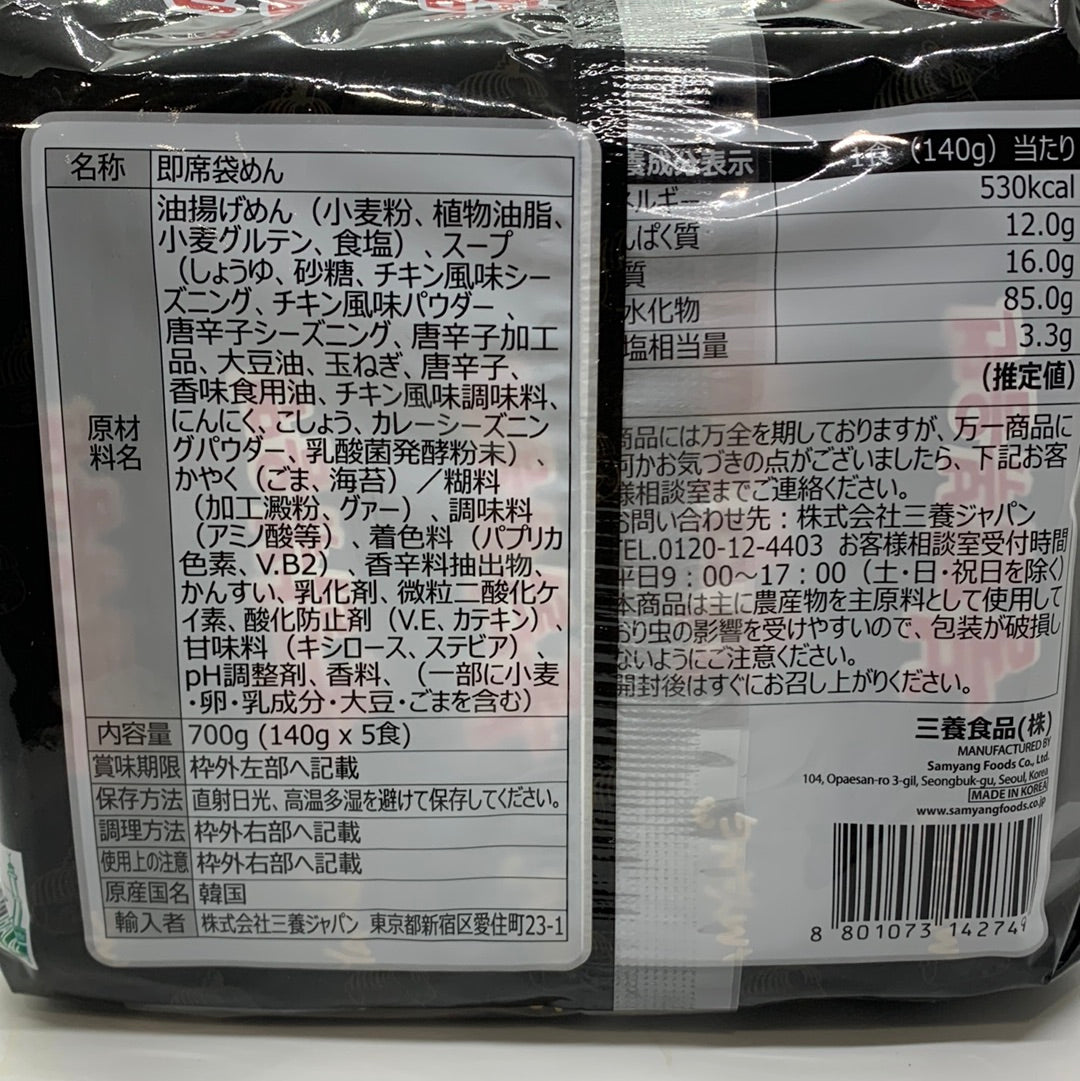 名称 即席袋めん
原材料名
油揚げめん（小麦粉、植物油脂、
小麦グルテン、食塩）、スープ
（しょうゆ、砂糖、チキン風味シー
ズニング、チキン風味パウダー、
唐辛子シーズニング、唐辛子加工
品、大豆油、玉ねぎ、唐辛子、
香味食用油、チキン風味調味料、
にんにく、こしょう、カレーシーズニン
グパウダー、乳酸菌発酵粉末）、
かやく（ごま、海苔）／糊料
（加工澱粉、グァー）、調味料
（アミノ酸等）、着色料（パプリカ
色素、V.B2）、香辛料抽出物、
かんすい、乳化剤、微粒二酸化ケ
イ素、酸化防止剤（V.E、カテキン）、
甘味料（キシロース、ステビア）、
pH調整剤、香料、（一部に小麦
・卵・乳成分・大豆・ごまを含む）
内容量 700g (140g x 5食)
賞味期限 枠外左部へ記載
保存方法 直射日光、高温多湿を避けて保存してください。
調理方法 枠外右部へ記載
使用上の注意 枠外右部へ記載
原産国名 韓国
輸入者 株式会社三養ジャパン 東京都新宿区愛住町23-1
養成分表示 1食（140g）当たり
ルギー 530kcal
ぱく質 12.0g
質 16.0g
水化物 85.0g
塩相当量 3.3g
（推定値）
商品には万全を期しておりますが、万一商品に
何かお気づきの点がございましたら、下記お客
様相談室までご連絡ください。
お問い合わせ先：株式会社三養ジャパン
TEL.0120-12-4403 お客様相談室受付時間
平日9：00～17：00（土・日・祝日を除く）
本商品は主に農産物を主原料として使用して
おり虫の影響を受けやすいので、包装が破損し
ないようにご注意ください。
開封後はすぐにお召し上がりください。
三養食品(株)
MANUFACTURED BY
Samyang Foods Co., Ltd.
104, Opaesan-ro 3-gil, Seongbuk-gu, Seoul, Korea
MADE IN KOREA
www.samyangfoods.co.jp
8 801073 142749